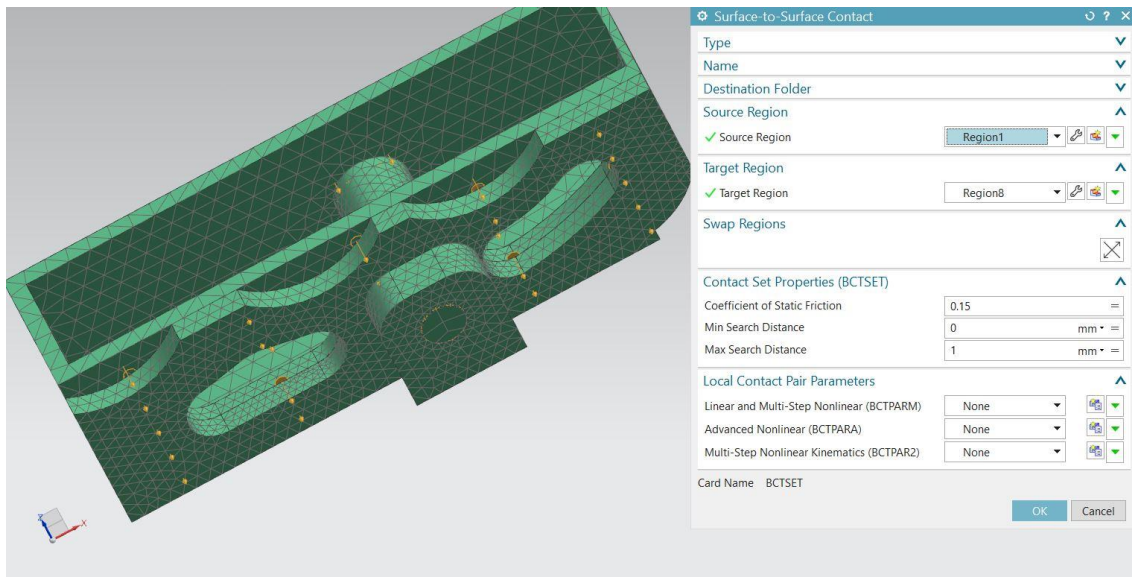 Surface-to-Surface Contact
Type
Name
Destination Folder
Source Region
Source Region Region1
Target Region
Target Region Region8
Swap Regions
Contact Set Properties (BCTSET)
Coefficient of Static Friction 0.15 =
Min Search Distance 0 mm =
Max Search Distance 1 mm =
Local Contact Pair Parameters
Linear and Multi-Step Nonlinear (BCTPARM) None
Advanced Nonlinear (BCTPARA) None
Multi-Step Nonlinear Kinematics (BCTPAR2) None
Card Name BCTSET
OK Cancel
Z
X